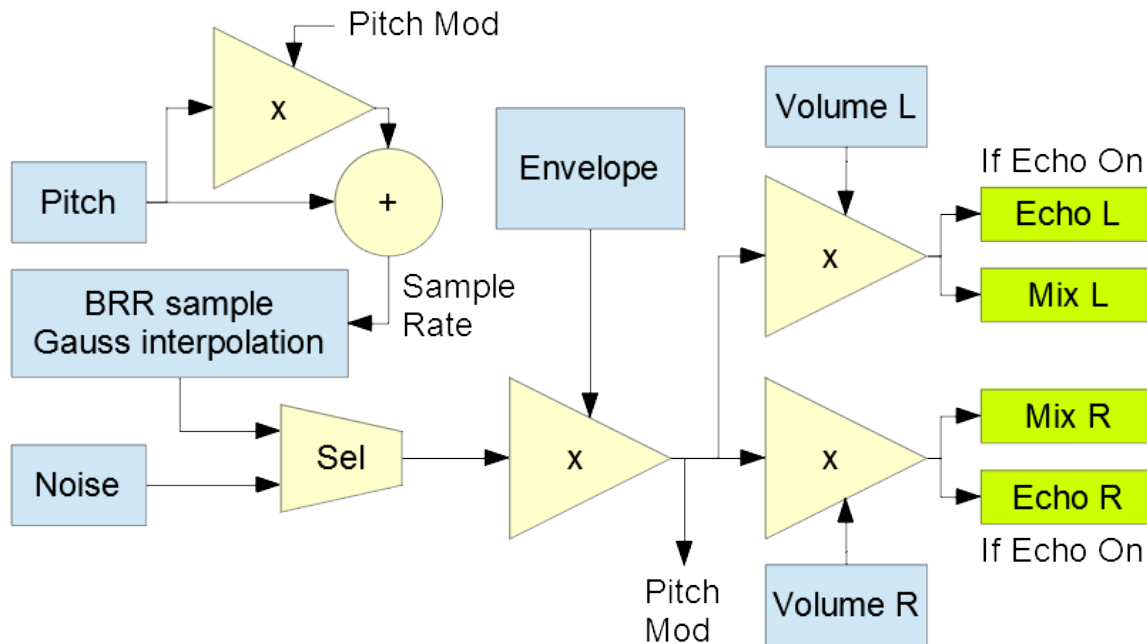 Pitch Mod
x
Volume L
Envelope
If Echo On
Pitch
+
Echo L
x
BRR sample
Gauss interpolation
Sample
Rate
Mix L
Mix R
Sel
x
x
Noise
Echo R
If Echo On
Pitch
Mod
Volume R